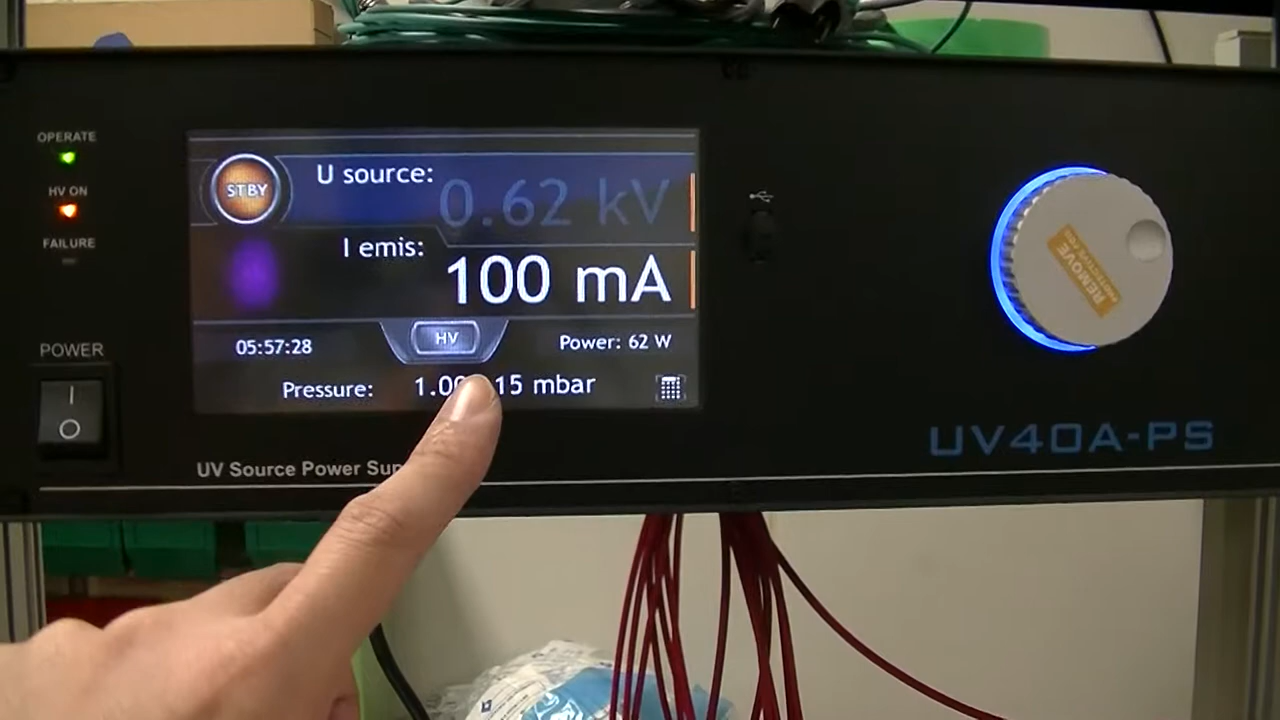 OPERATE
HV ON
FAILURE
POWER
STBY
U source:
0.62 kV
I emis:
100 mA
05:57:28
HV
Power: 62 W
Pressure:
15 mbar
UV Source Power
REMOVE
UV40A-PS